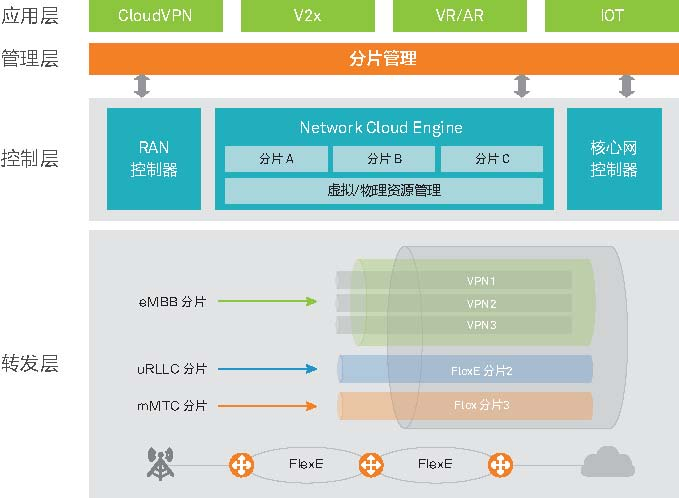 应用层
CloudVPN
V2x
VR/AR
IOT
管理层
分片管理
控制层
RAN
控制器
Network Cloud Engine
分片 A
分片 B
分片 C
虚拟/物理资源管理
核心网
控制器
转发层
eMBB 分片
VPN1
VPN2
VPN3
uRLLC 分片
FloxE 分片2
mMTC 分片
Flox 分片3
FlexE
FlexE